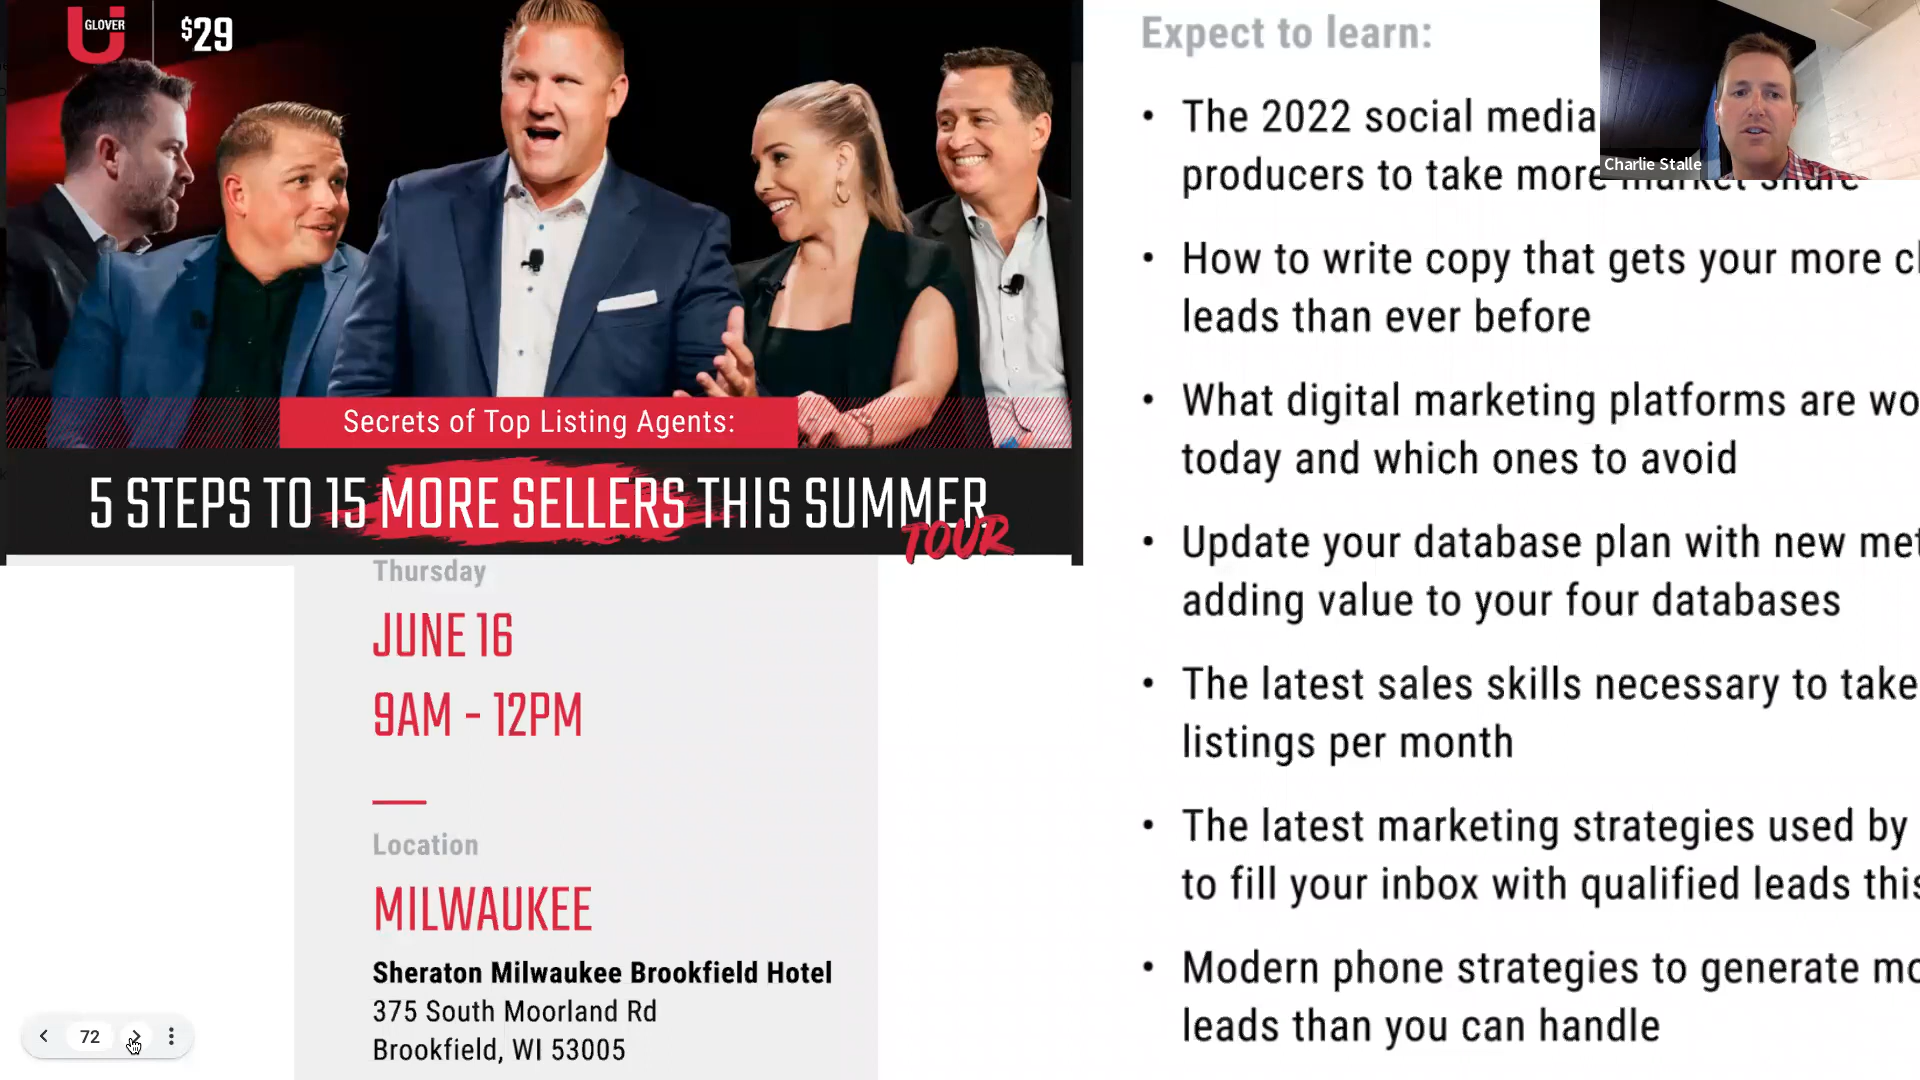 GLOVER
U
$29
Secrets of Top Listing Agents:
5 STEPS TO 15 MORE SELLERS THIS SUMMER
TOUR
Thursday
JUNE 16
9AM - 12PM
Location
MILWAUKEE
Sheraton Milwaukee Brookfield Hotel
375 South Moorland Rd
Brookfield, WI 53005
72
Expect to learn:
• The 2022 social media
producers to take more market share
• How to write copy that gets your more
leads than ever before
• What digital marketing platforms are
today and which ones to avoid
• Update your database plan with new
adding value to your four databases
• The latest sales skills necessary to take
listings per month
• The latest marketing strategies used by
to fill your inbox with qualified leads
• Modern phone strategies to generate
leads than you can handle
Charlie Stalle